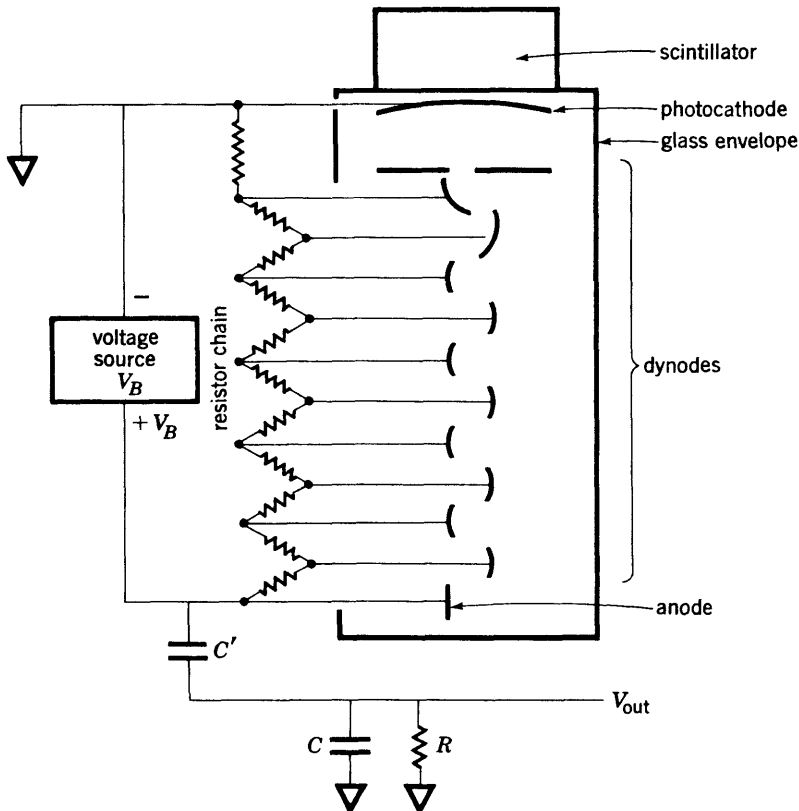 scintillator
photocathode
glass envelope
−
voltage
source
V_B
+ V_B
resistor chain
dynodes
anode
C′
V_out
C
R